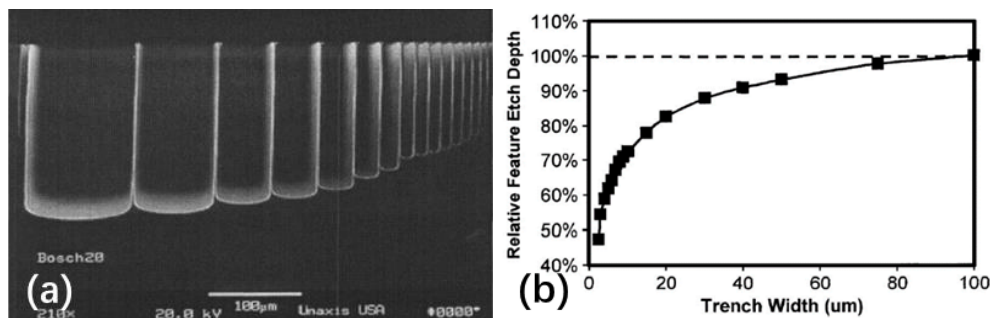 Bosch20
(a)
100µm
210x
20.0 kV
Unaxis USA
#0000*
110%
100%
90%
80%
70%
60%
50%
40%
Relative Feature Etch Depth
0
20
40
60
80
100
Trench Width (um)
(b)